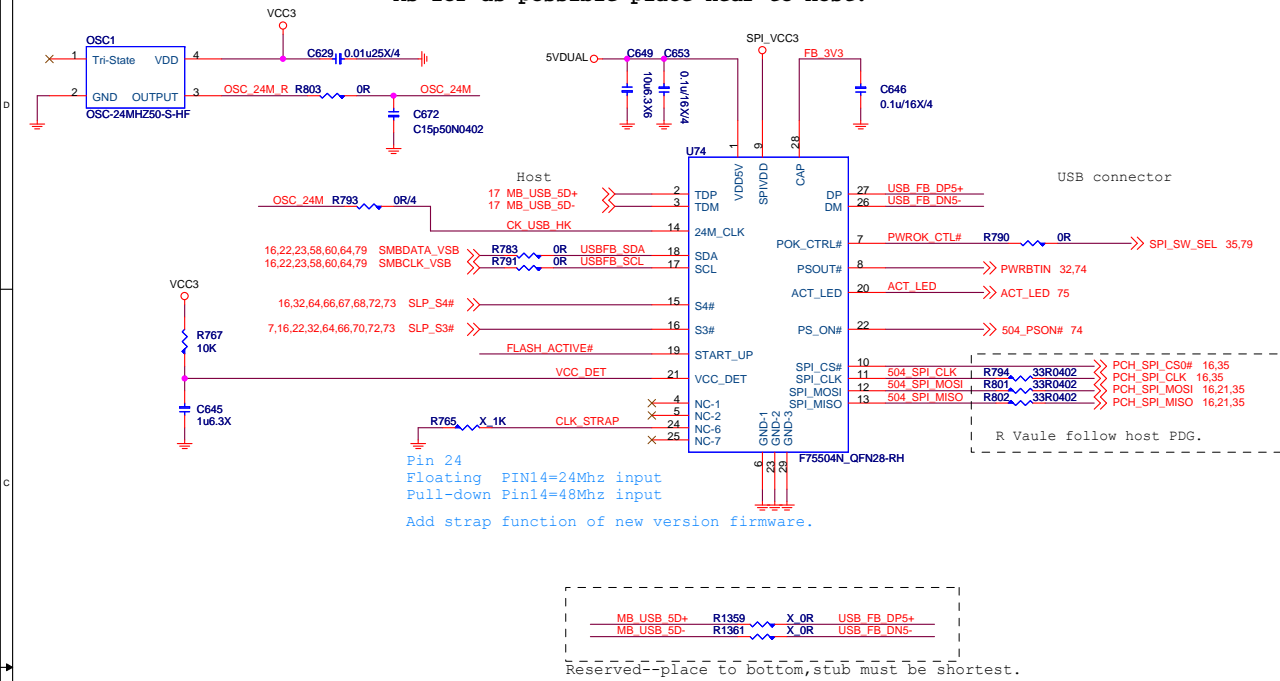 VCC3
OSC1
1 Tri-State VDD 4
C629 0.01u25X/4
2 GND OUTPUT 3
OSC_24M_R R803 0R OSC_24M
OSC-24MHZ50-S-HF
C672
C15p50N0402
5VDUAL
C649 C653
10u6.3X6
0.1u/16X/4
SPI_VCC3
FB_3V3
C646
0.1u/16X/4
U74
1 VDD5V
9 SPIVDD
28 CAP
Host
USB connector
17 MB_USB_5D+ 2 TDP
17 MB_USB_5D- 3 TDM
DP 27 USB_FB_DP5+
DM 26 USB_FB_DN5-
OSC_24M R793 0R/4
CK_USB_HK 14 24M_CLK
POK_CTRL# 7 PWROK_CTL# R790 0R SPI_SW_SEL 35,79
16,22,23,58,60,64,79 SMBDATA_VSB R783 0R USBFB_SDA 18 SDA
16,22,23,58,60,64,79 SMBCLK_VSB R791 0R USBFB_SCL 17 SCL
PSOUT# 8 PWRBTIN 32,74
ACT_LED 20 ACT_LED ACT_LED 75
VCC3
16,32,64,66,67,68,72,73 SLP_S4# 15 S4#
7,16,22,32,64,66,70,72,73 SLP_S3# 16 S3#
PS_ON# 22 504_PSON# 74
R767
10K
FLASH_ACTIVE# 19 START_UP
VCC_DET 21 VCC_DET
SPI_CS# 10 PCH_SPI_CS0# 16,35
SPI_CLK 11 504_SPI_CLK R794 33R0402 PCH_SPI_CLK 16,35
SPI_MOSI 12 504_SPI_MOSI R801 33R0402 PCH_SPI_MOSI 16,21,35
SPI_MISO 13 504_SPI_MISO R802 33R0402 PCH_SPI_MISO 16,21,35
C645
1u6.3X
4 NC-1
5 NC-2
R765 X_1K CLK_STRAP 24 NC-6
25 NC-7
GND-1 6
GND-2 23
GND-3 29
R Vaule follow host PDG.
F75504N_QFN28-RH
Pin 24
Floating PIN14=24Mhz input
Pull-down Pin14=48Mhz input
Add strap function of new version firmware.
MB_USB_5D+ R1359 X_0R USB_FB_DP5+
MB_USB_5D- R1361 X_0R USB_FB_DN5-
Reserved--place to bottom,stub must be shortest.
D
C